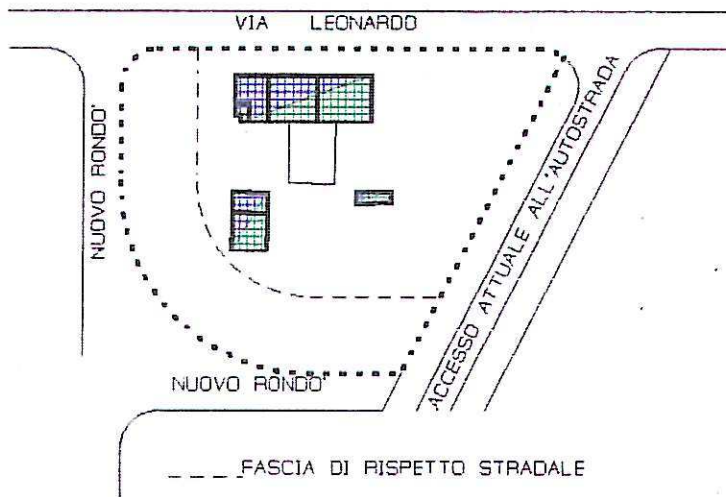 VIA LEONARDO
NUOVO RONDO'
ACCESSO ATTUALE ALL'AUTOSTRADA
NUOVO RONDO'
FASCIA DI RISPETTO STRADALE